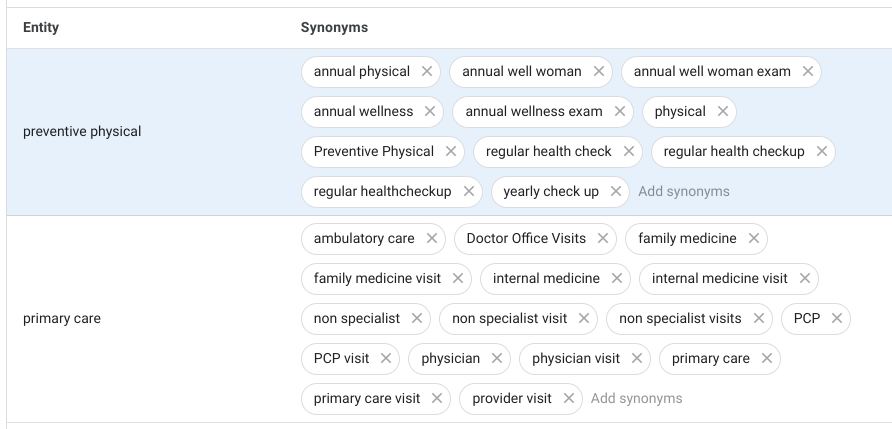 Entity Synonyms
annual physical annual well woman annual well woman exam
annual wellness annual wellness exam physical
preventive physical
Preventive Physical regular health check regular health checkup
regular healthcheckup yearly check up Add synonyms
ambulatory care Doctor Office Visits family medicine
family medicine visit internal medicine internal medicine visit
primary care
non specialist non specialist visit non specialist visits PCP
PCP visit physician physician visit primary care
primary care visit provider visit Add synonyms